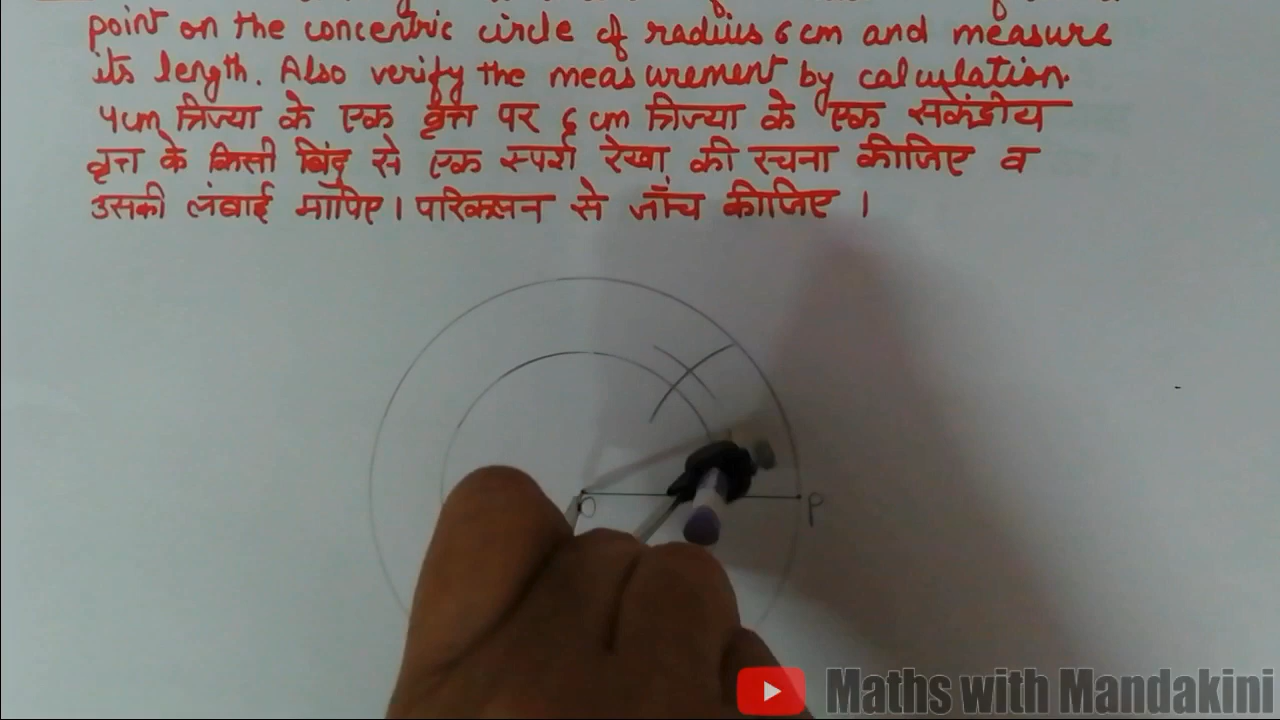 point on the concentric circle of radius 6 cm and measure
its length. Also verify the measurement by calculation.
4cm त्रिज्या के एक वृत्त पर 6 cm त्रिज्या के एक सकेंद्रीय
वृत्त के किसी बिंदु से एक स्पर्श रेखा की रचना कीजिए व
उसकी लंबाई मापिए। परिकलन से जाँच कीजिए ।
O
P
Maths with Mandakini